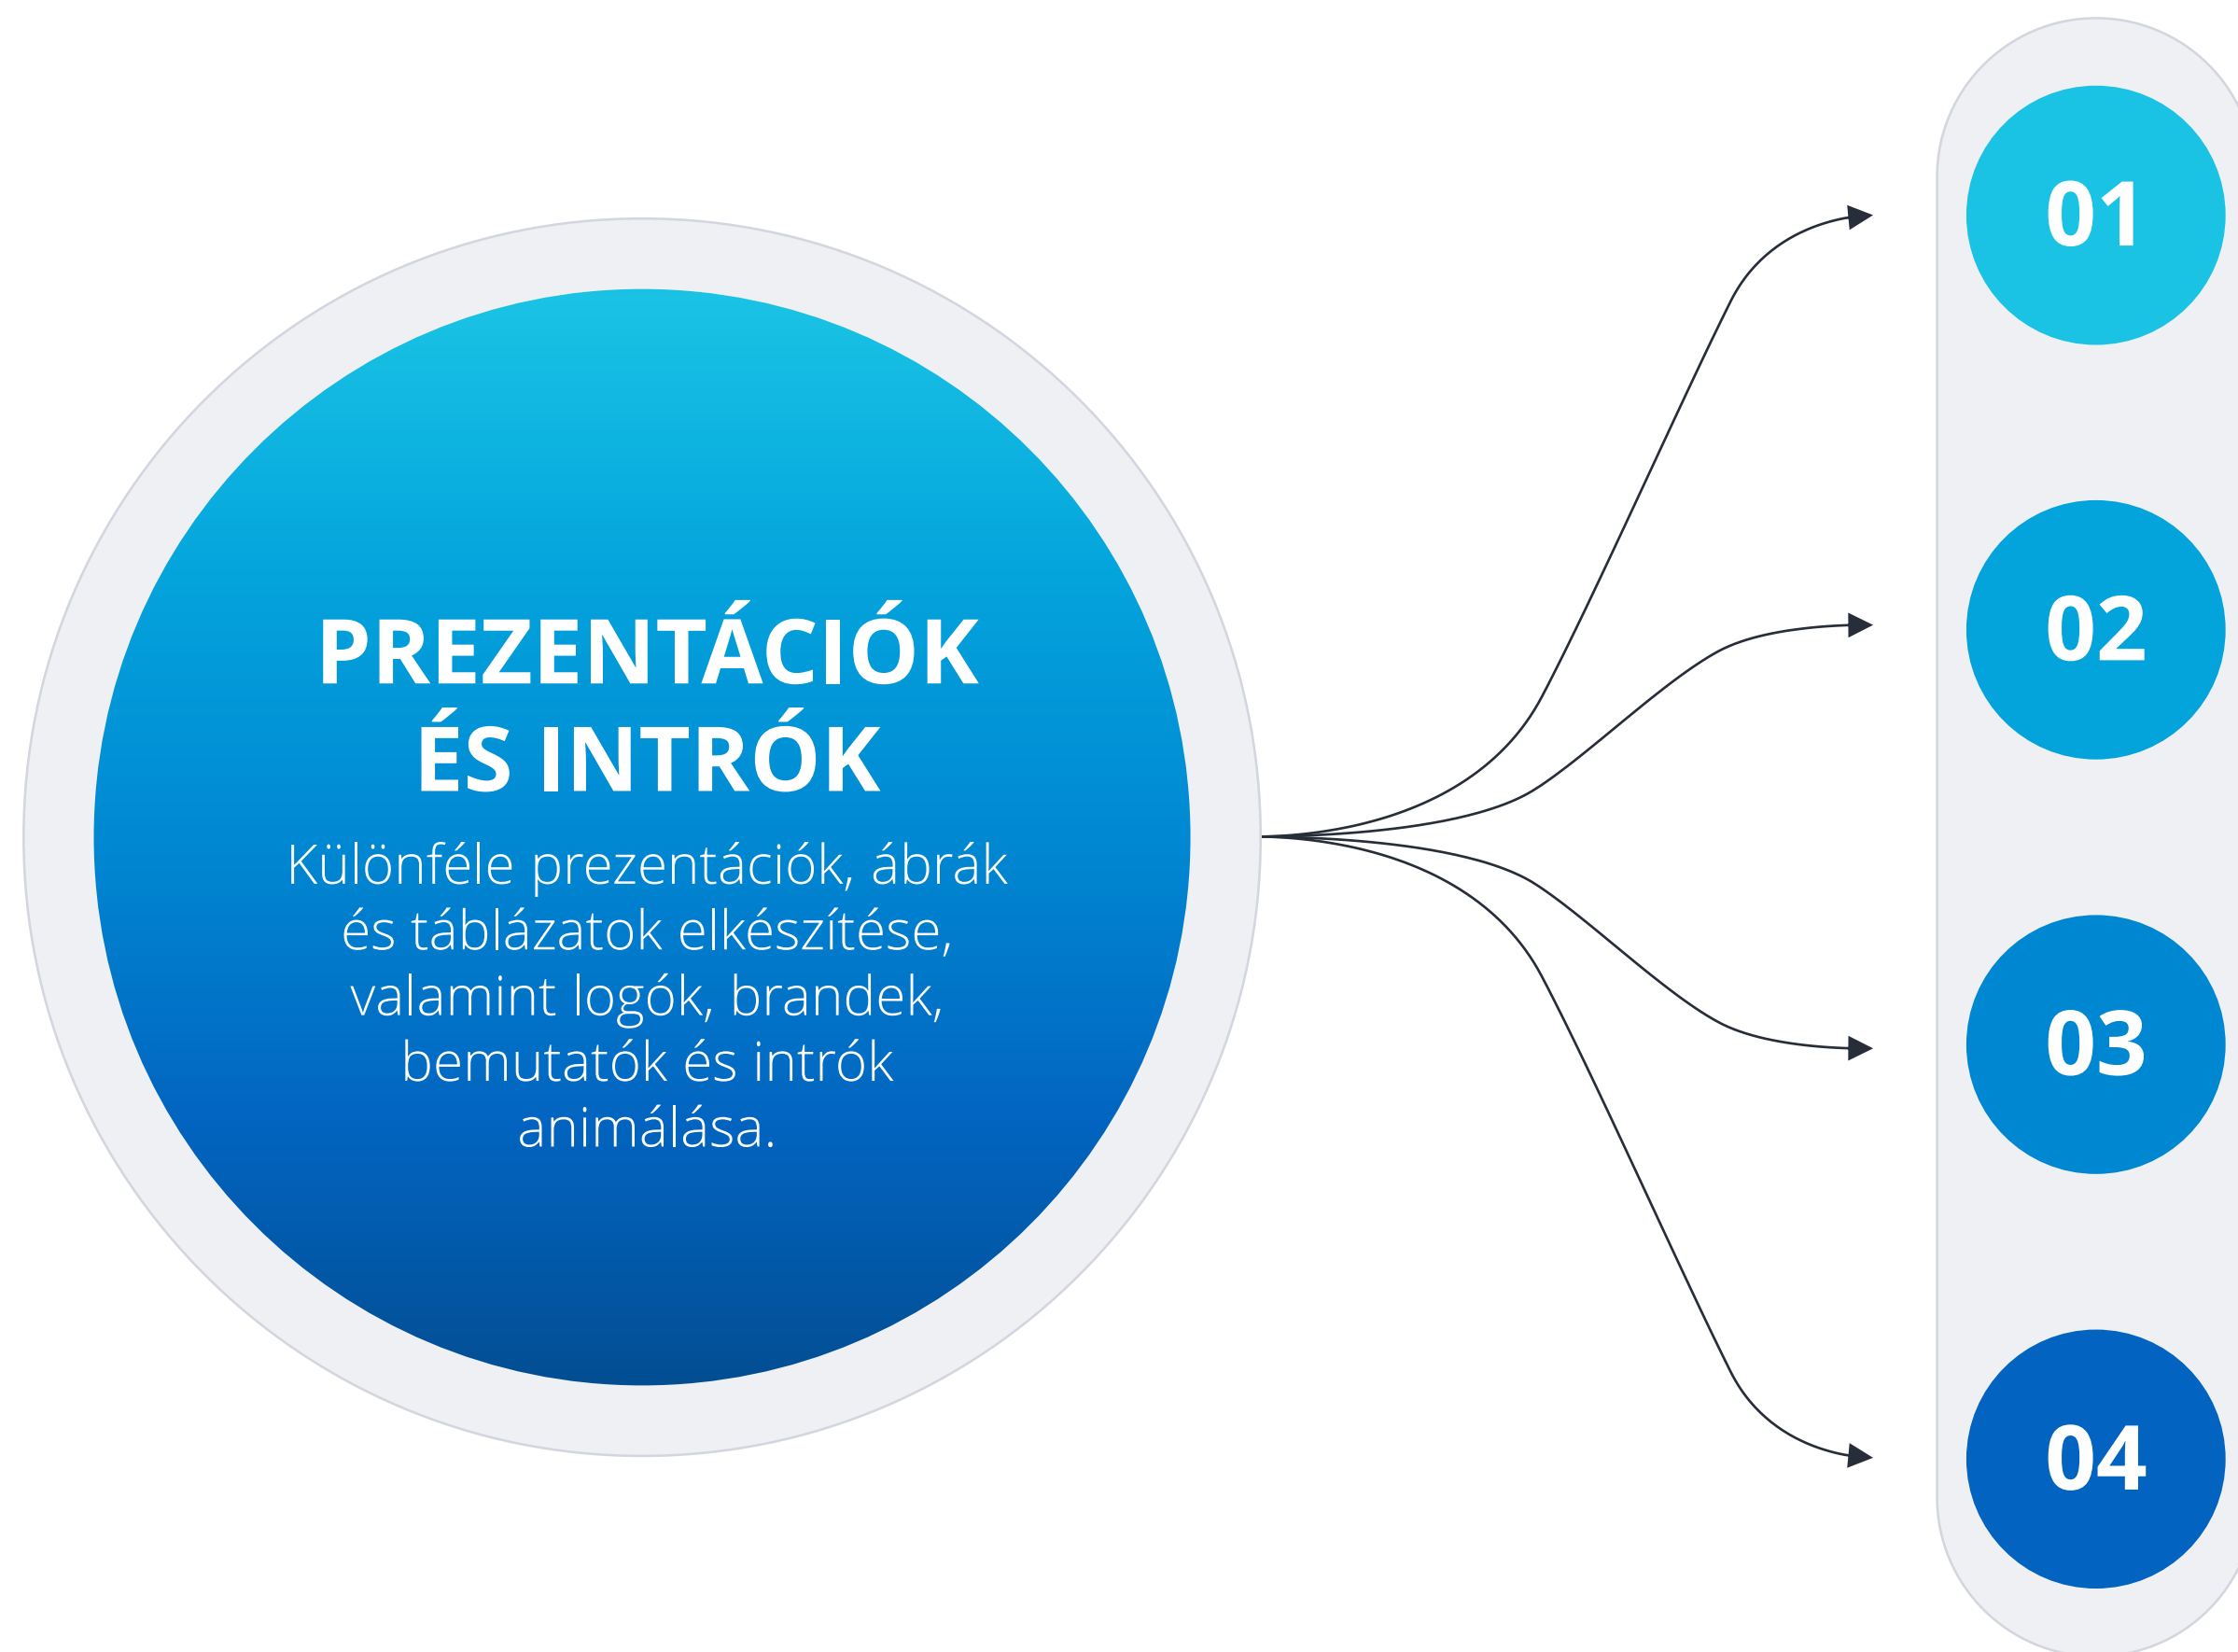 PREZENTÁCIÓK
ÉS INTRÓK
Különféle prezentációk, ábrák
és táblázatok elkészítése,
valamint logók, brandek,
bemutatók és intrók
animálása.
01
02
03
04